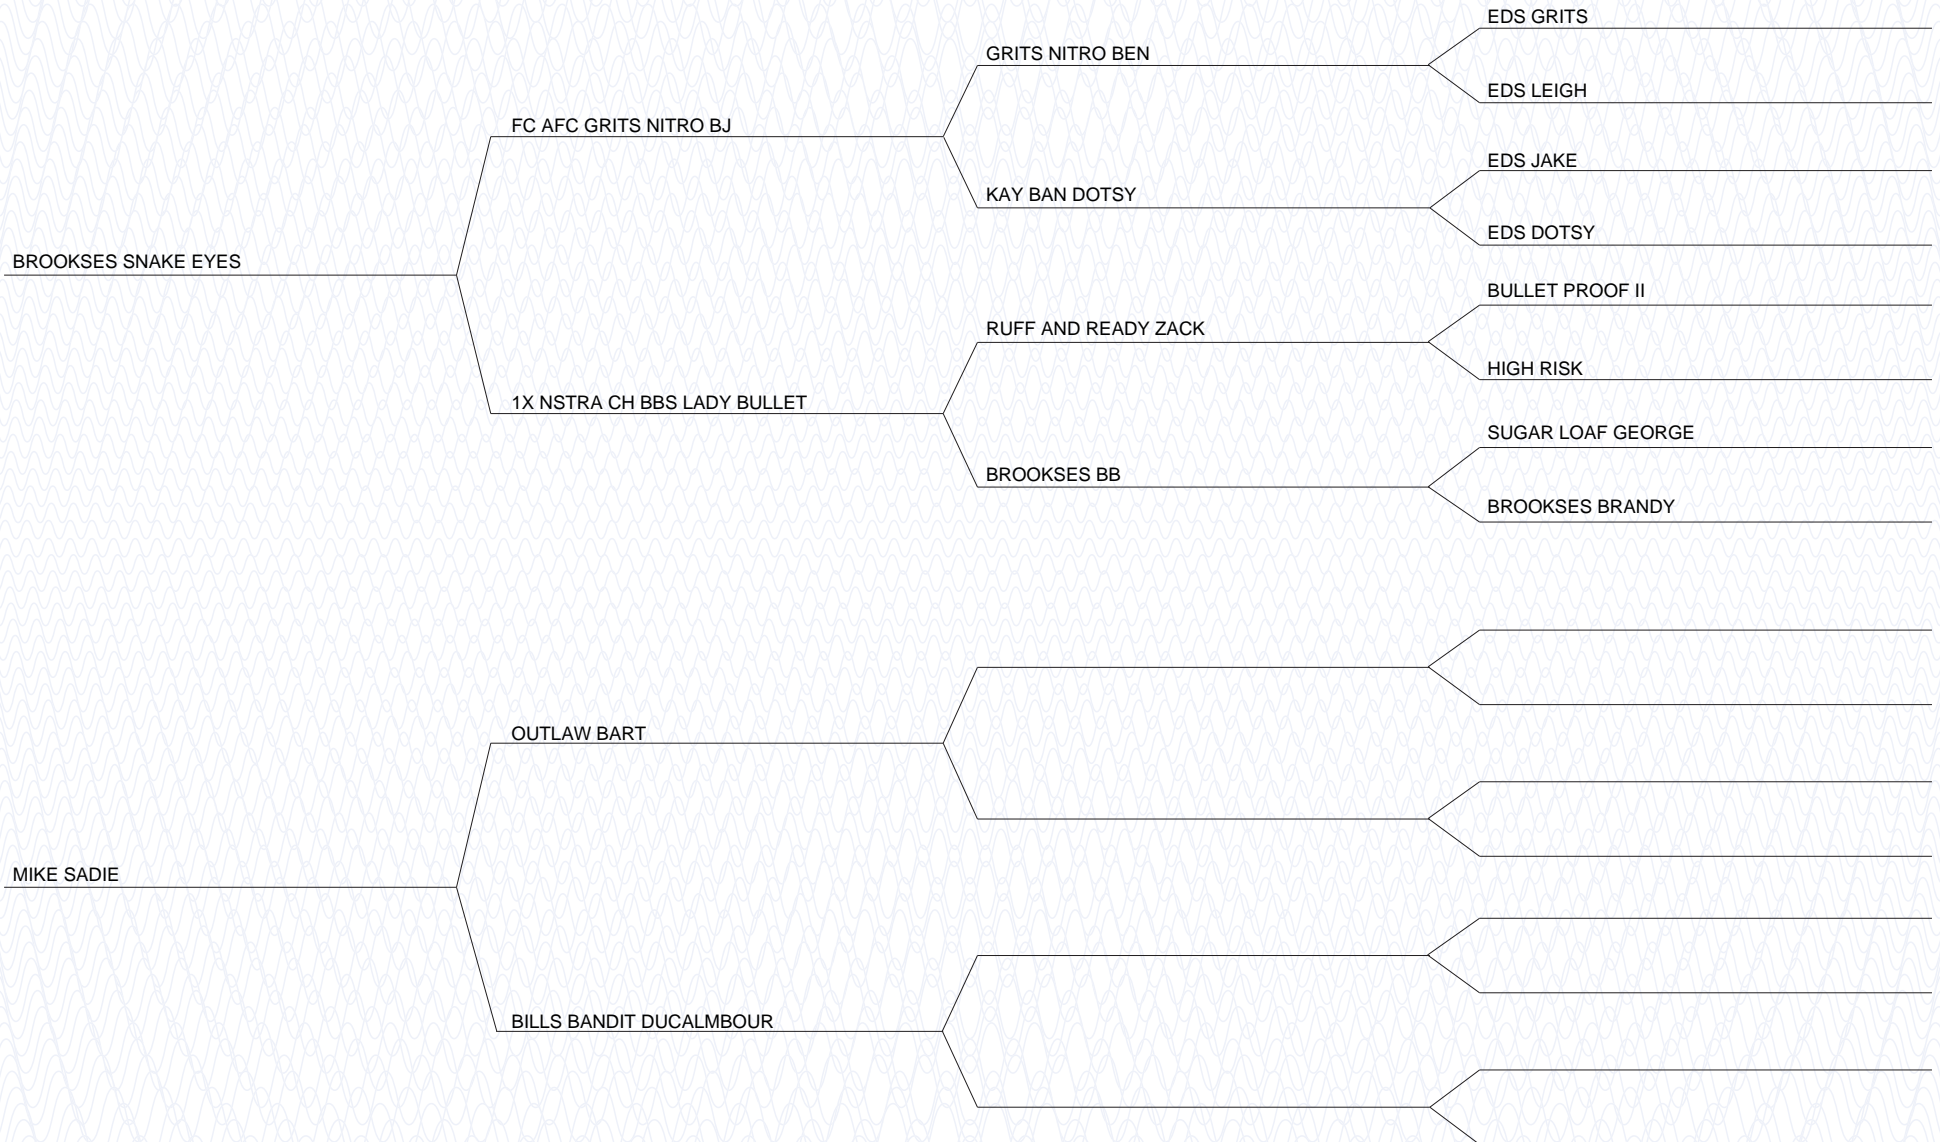 EDS GRITS
GRITS NITRO BEN
EDS LEIGH
FC AFC GRITS NITRO BJ
EDS JAKE
KAY BAN DOTSY
EDS DOTSY
BROOKSES SNAKE EYES
BULLET PROOF II
RUFF AND READY ZACK
HIGH RISK
1X NSTRA CH BBS LADY BULLET
SUGAR LOAF GEORGE
BROOKSES BB
BROOKSES BRANDY
OUTLAW BART
MIKE SADIE
BILLS BANDIT DUCALMBOUR